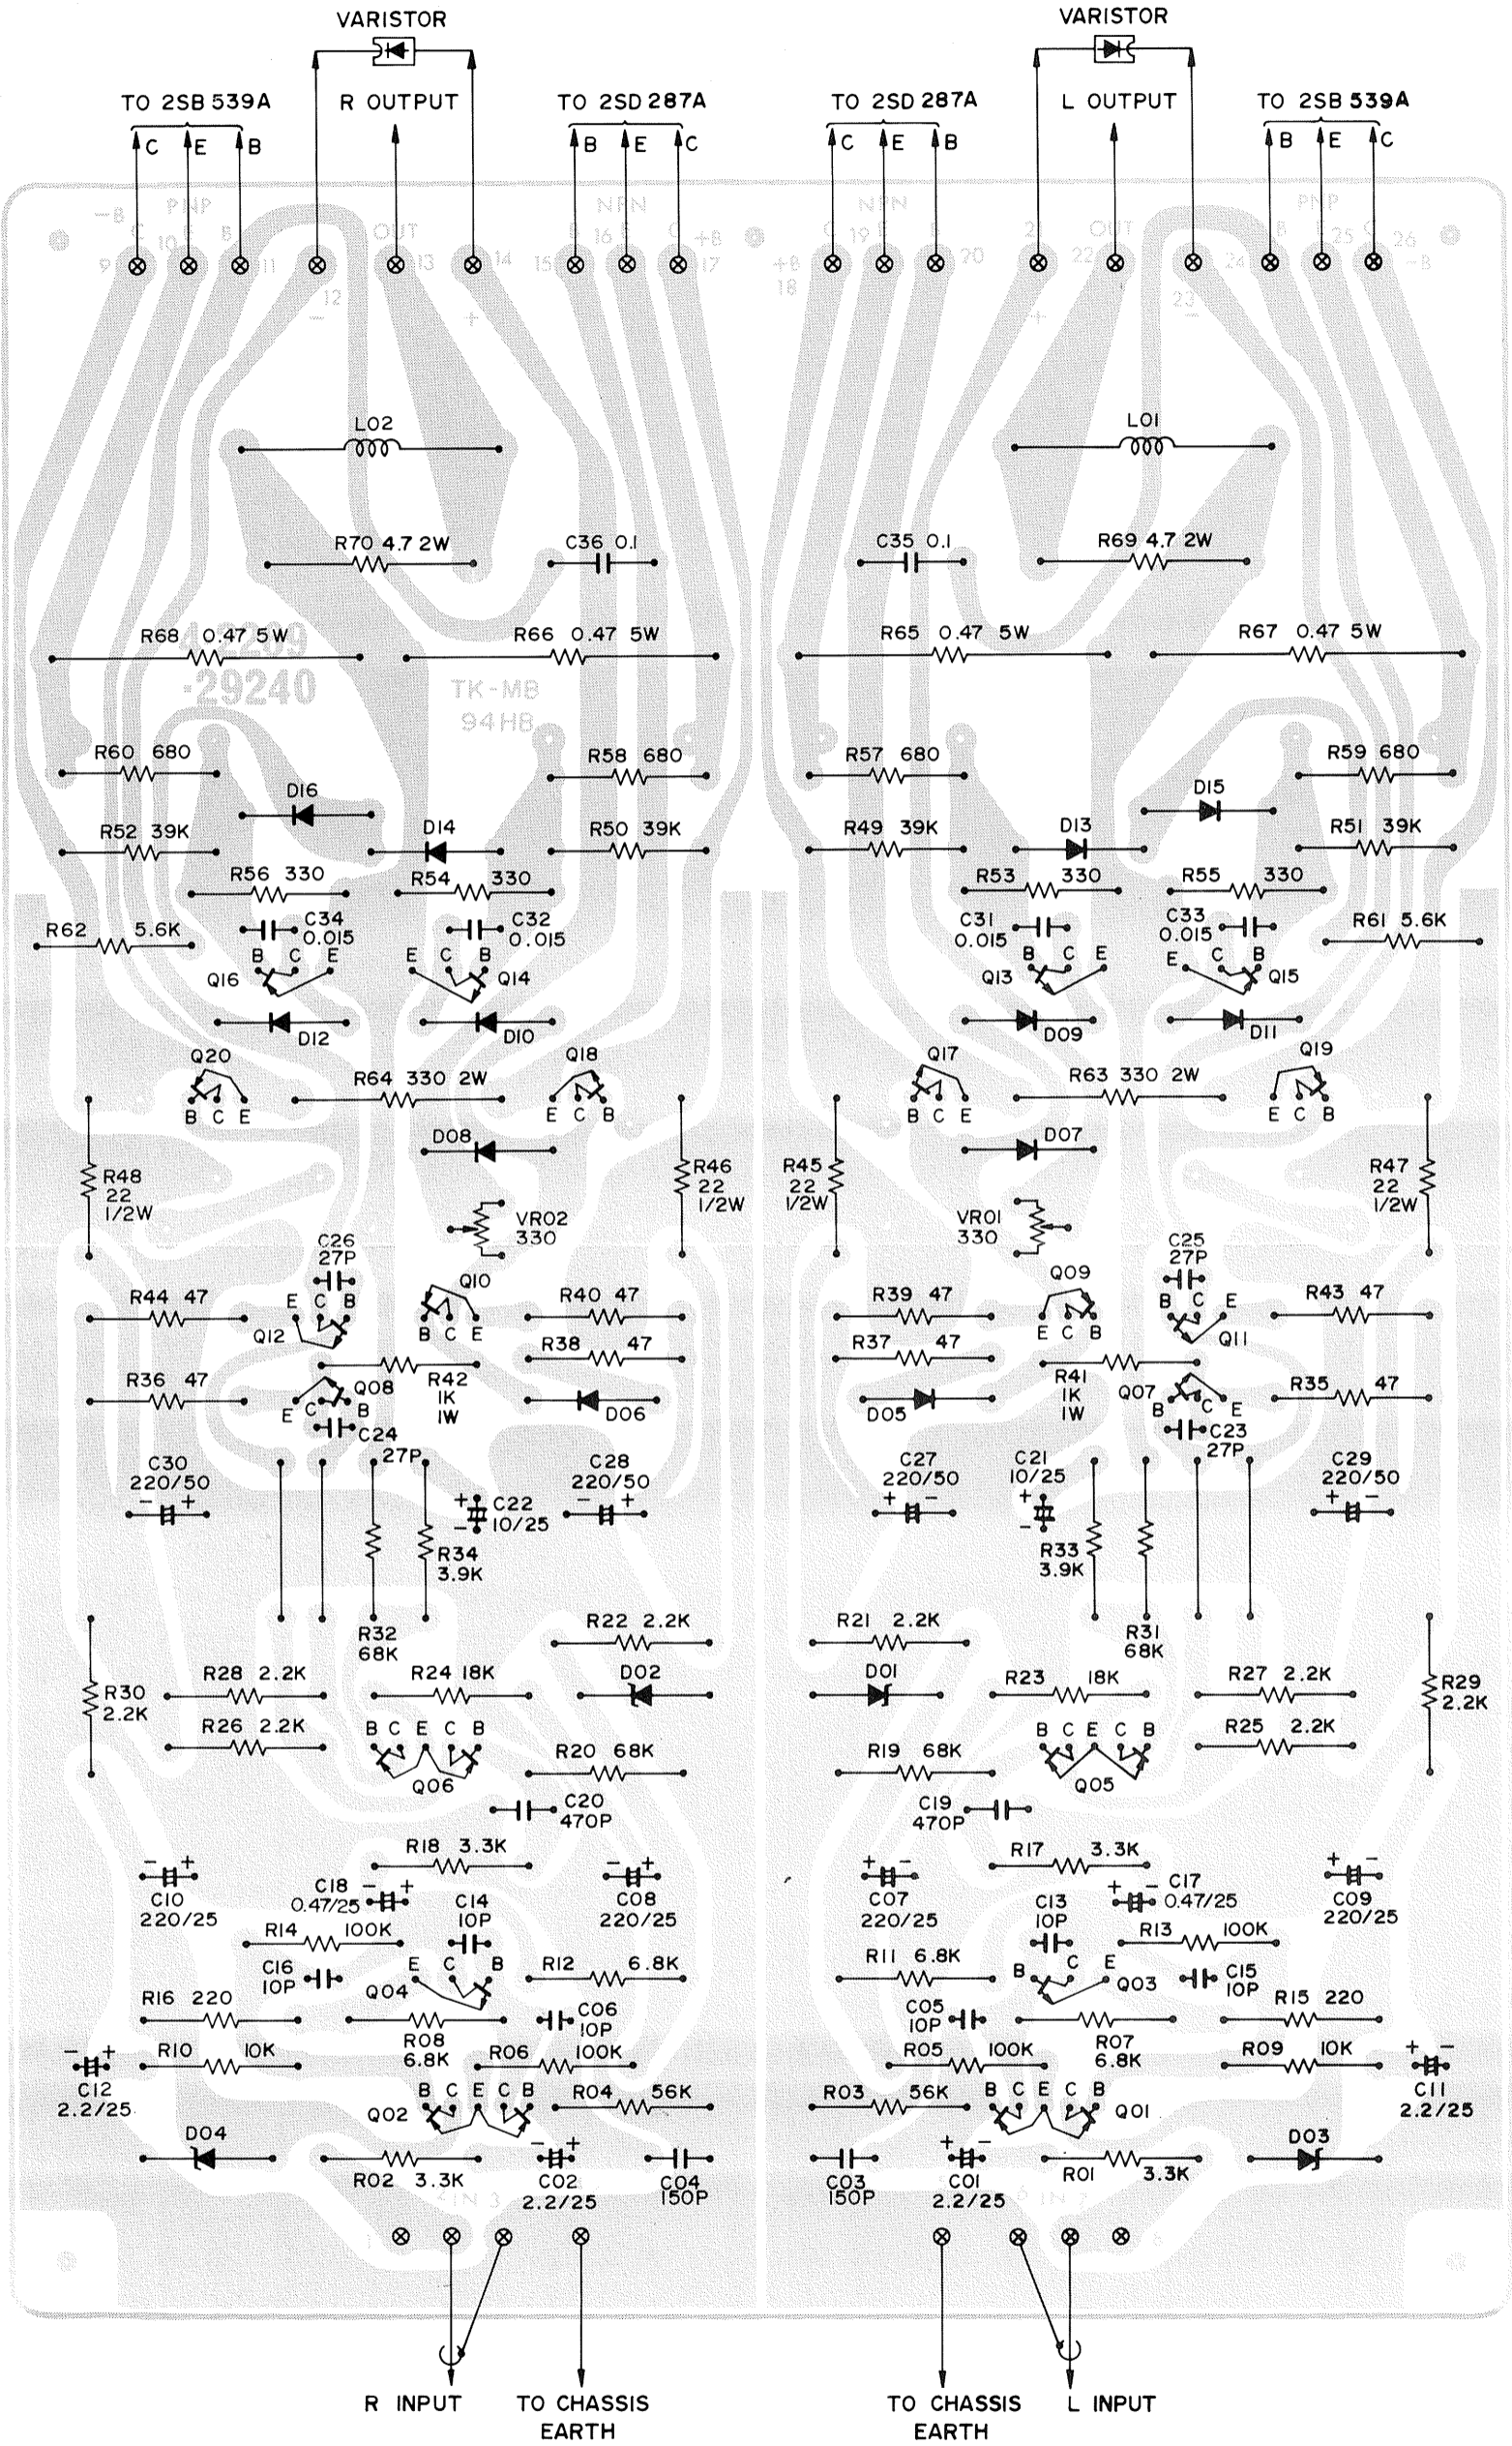 VARISTOR VARISTOR
TO 2SB 539A R OUTPUT TO 2SD 287A TO 2SD 287A L OUTPUT TO 2SB 539A
C E B B E C C E B B E C
-B PNP NPN NPN PNP
C E B OUT B E C +B C E B 21 OUT B E C 26
9 10 11 13 14 15 16 17 +B 18 19 20 22 24 25 -B
12 23
- + + -
L02 L01
R70 4.7 2W C36 0.1 C35 0.1 R69 4.7 2W
R68 0.47 5W R66 0.47 5W R65 0.47 5W R67 0.47 5W
-29240 TK-MB
94HB
R60 680 R58 680 R57 680 R59 680
D16 D15
R52 39K D14 R50 39K R49 39K D13 R51 39K
R56 330 R54 330 R53 330 R55 330
R62 5.6K C34 0.015 C32 0.015 C31 0.015 C33 0.015 R61 5.6K
B C E E C B B C E E C B
Q16 Q14 Q13 Q15
D12 D10 D09 D11
Q20 Q18 Q17 Q19
R64 330 2W R63 330 2W
B C E E C B B C E E C B
D08 D07
R48 22 1/2W R46 22 1/2W R45 22 1/2W R47 22 1/2W
VR02 330 VR01 330
C26 27P C25 27P
Q10 Q09
R44 47 E C B R40 47 R39 47 B C E R43 47
Q12 B C E E C B Q11
R38 47 R37 47
R36 47 Q08 R42 1K 1W R41 1K 1W Q07 R35 47
E C B D06 D05 B C E
C24 27P C23 27P
C30 220/50 C28 220/50 C27 220/50 C21 10/25 C29 220/50
- + + - C22 10/25 - + + - + - + -
R34 3.9K R33 3.9K
R22 2.2K R21 2.2K
R32 68K R31 68K
R28 2.2K R24 18K D02 D01 R23 18K R27 2.2K
R30 2.2K R29 2.2K
R26 2.2K B C E C B B C E C B R25 2.2K
R20 68K R19 68K
Q06 Q05
C20 470P C19 470P
R18 3.3K R17 3.3K
- + - + + - + -
C10 220/25 C18 0.47/25 - + C14 10P C08 220/25 C07 220/25 C13 10P + - C17 0.47/25 C09 220/25
R14 100K R13 100K
C16 10P E C B R12 6.8K R11 6.8K B C E C15 10P
Q04 Q03
R16 220 C06 10P C05 10P R15 220
- + R10 10K R08 6.8K R06 100K R05 100K R07 6.8K R09 10K + -
C12 2.2/25 B C E C B R04 56K R03 56K B C E C B C11 2.2/25
Q02 Q01
D04 - + + - D03
R02 3.3K C02 2.2/25 C04 150P C03 150P C01 2.2/25 R01 3.3K
IN 3 IN
R INPUT TO CHASSIS EARTH TO CHASSIS EARTH L INPUT